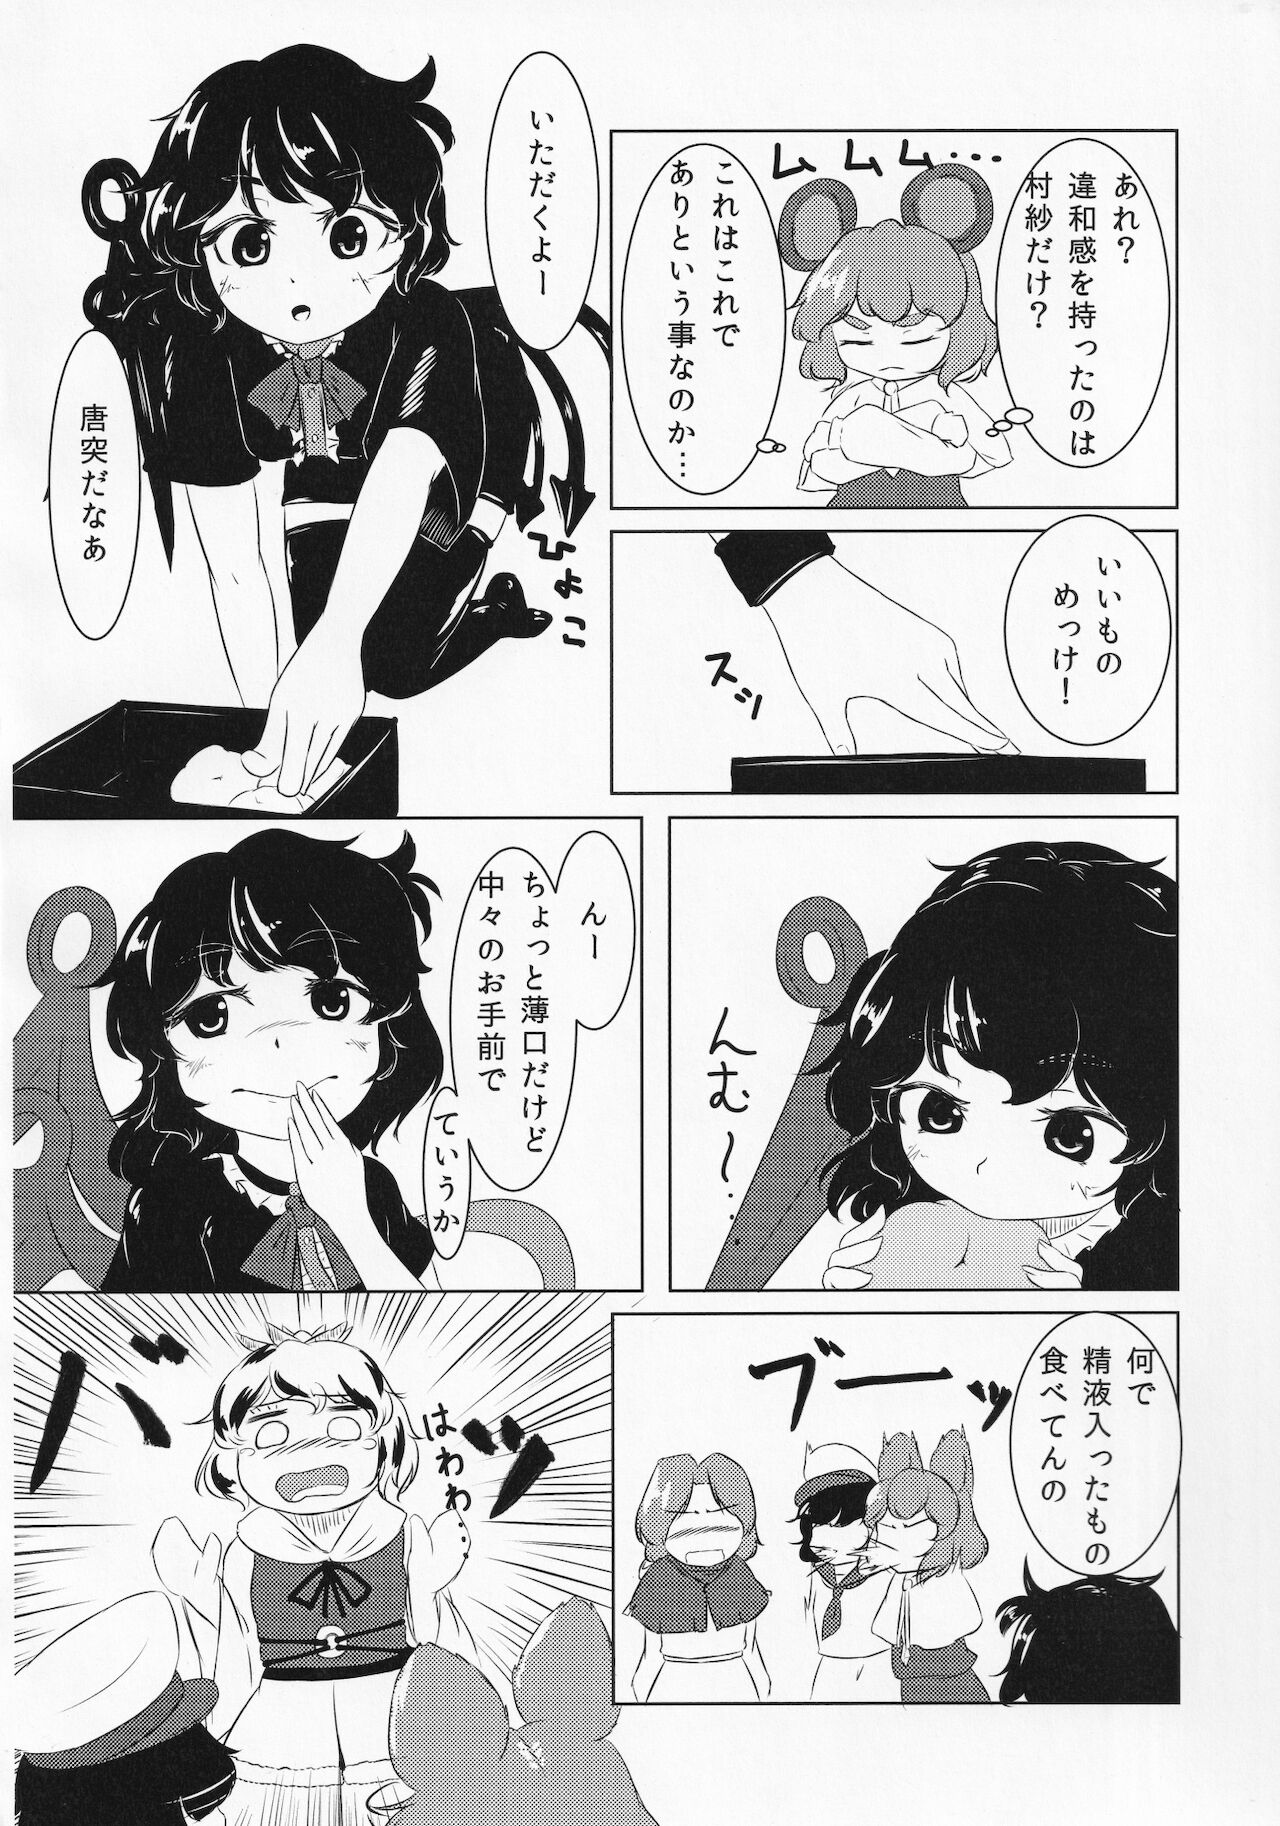 ムムムム…
あれ？
違和感を持ったのは
村紗だけ？
これはこれで
ありという事なのか…
いいもの
めっけ！
スッ
いただくよー
ひょこ
唐突だなぁ
んむ～…
んー
ちょっと薄口だけど
中々のお手前で
ていうか
何で
精液入ったもの
食べてんの
ブーッ
バッ
はわわ…